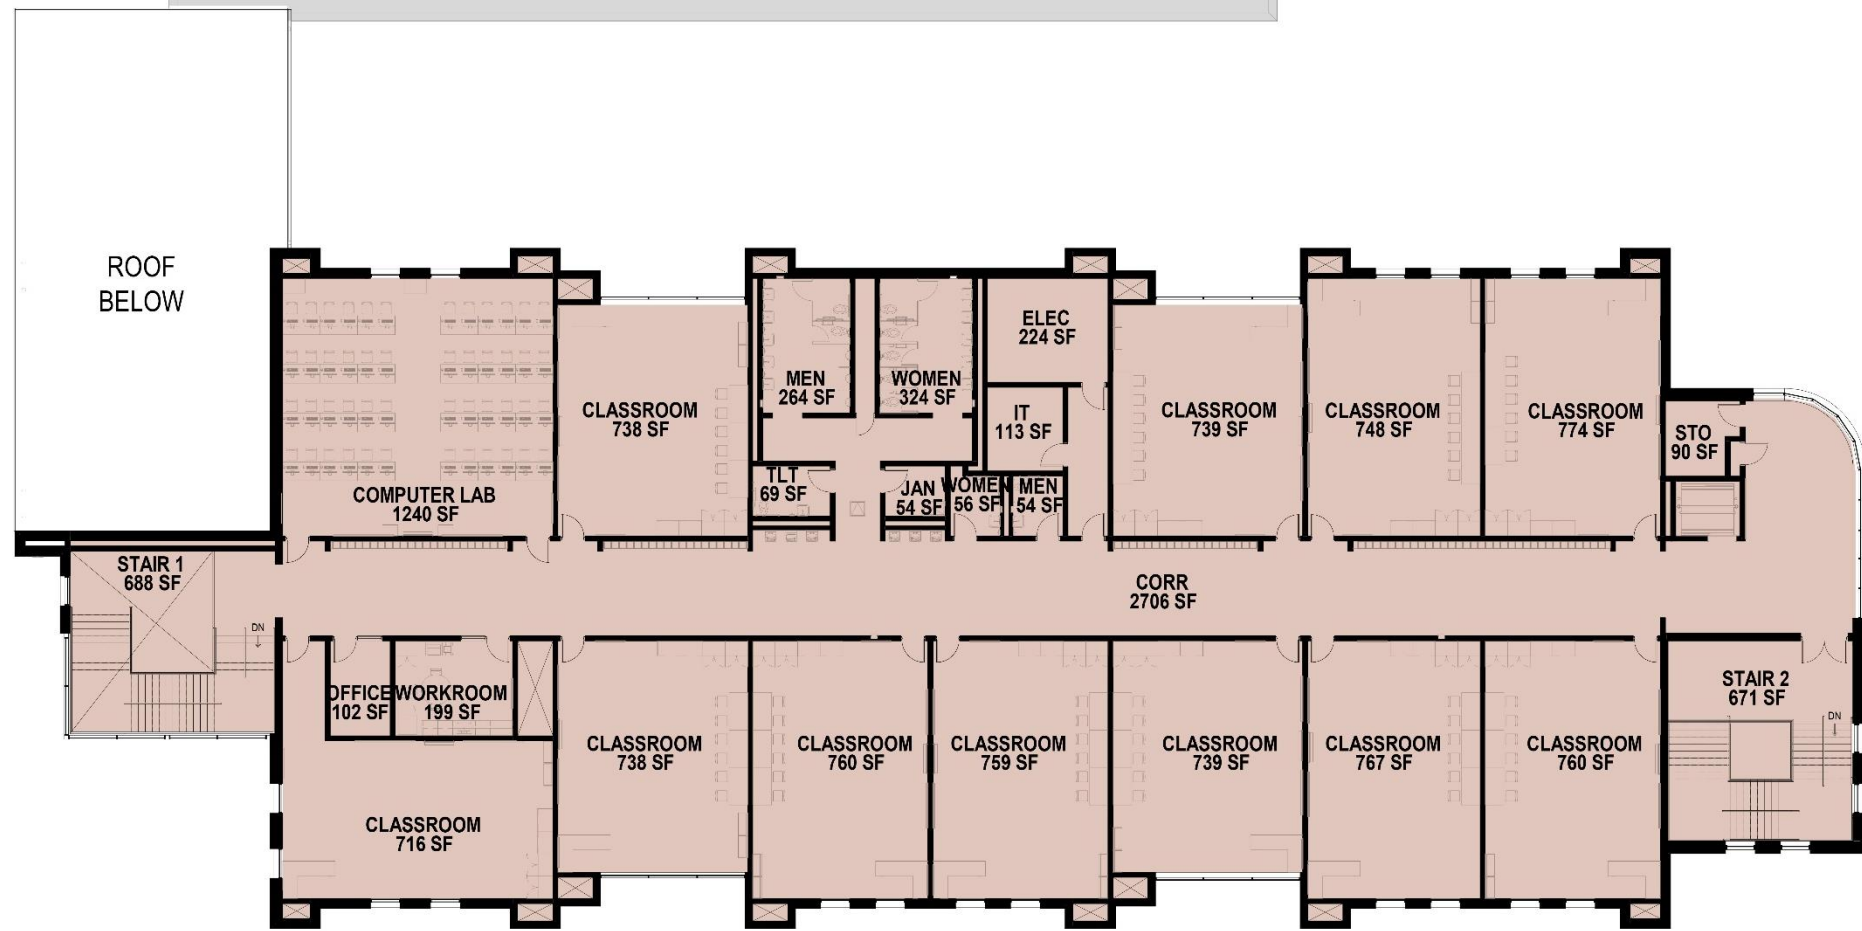 ROOF
BELOW
ELEC
224 SF
MEN
264 SF
WOMEN
324 SF
CLASSROOM
738 SF
IT
113 SF
CLASSROOM
739 SF
CLASSROOM
748 SF
CLASSROOM
774 SF
STO
90 SF
COMPUTER LAB
1240 SF
TLT
69 SF
JAN
54 SF
WOMEN
56 SF
MEN
54 SF
STAIR 1
688 SF
CORR
2706 SF
DN
OFFICE
102 SF
WORKROOM
199 SF
STAIR 2
671 SF
DN
CLASSROOM
738 SF
CLASSROOM
760 SF
CLASSROOM
759 SF
CLASSROOM
739 SF
CLASSROOM
767 SF
CLASSROOM
760 SF
CLASSROOM
716 SF